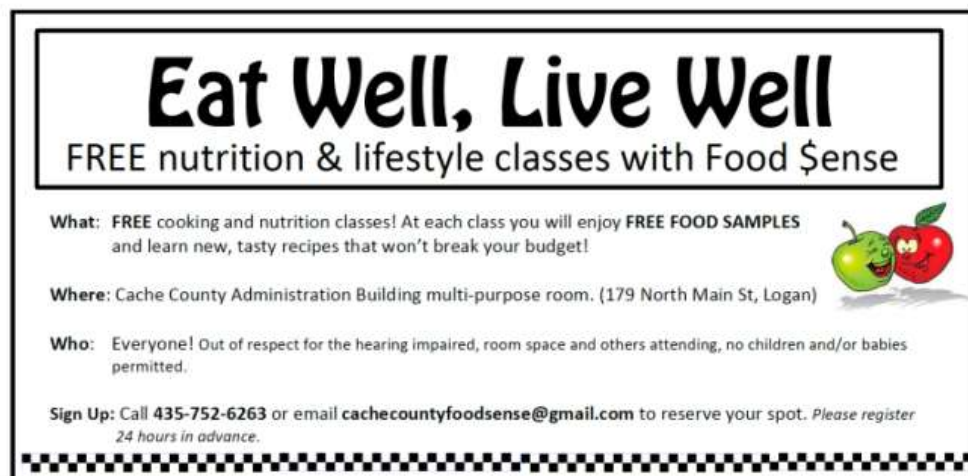 Eat Well, Live Well
FREE nutrition & lifestyle classes with Food $ense
What: FREE cooking and nutrition classes! At each class you will enjoy FREE FOOD SAMPLES
and learn new, tasty recipes that won't break your budget!
Where: Cache County Administration Building multi-purpose room. (179 North Main St, Logan)
Who: Everyone! Out of respect for the hearing impaired, room space and others attending, no children and/or babies
permitted.
Sign Up: Call 435-752-6263 or email cachecountyfoodsense@gmail.com to reserve your spot. Please register
24 hours in advance.